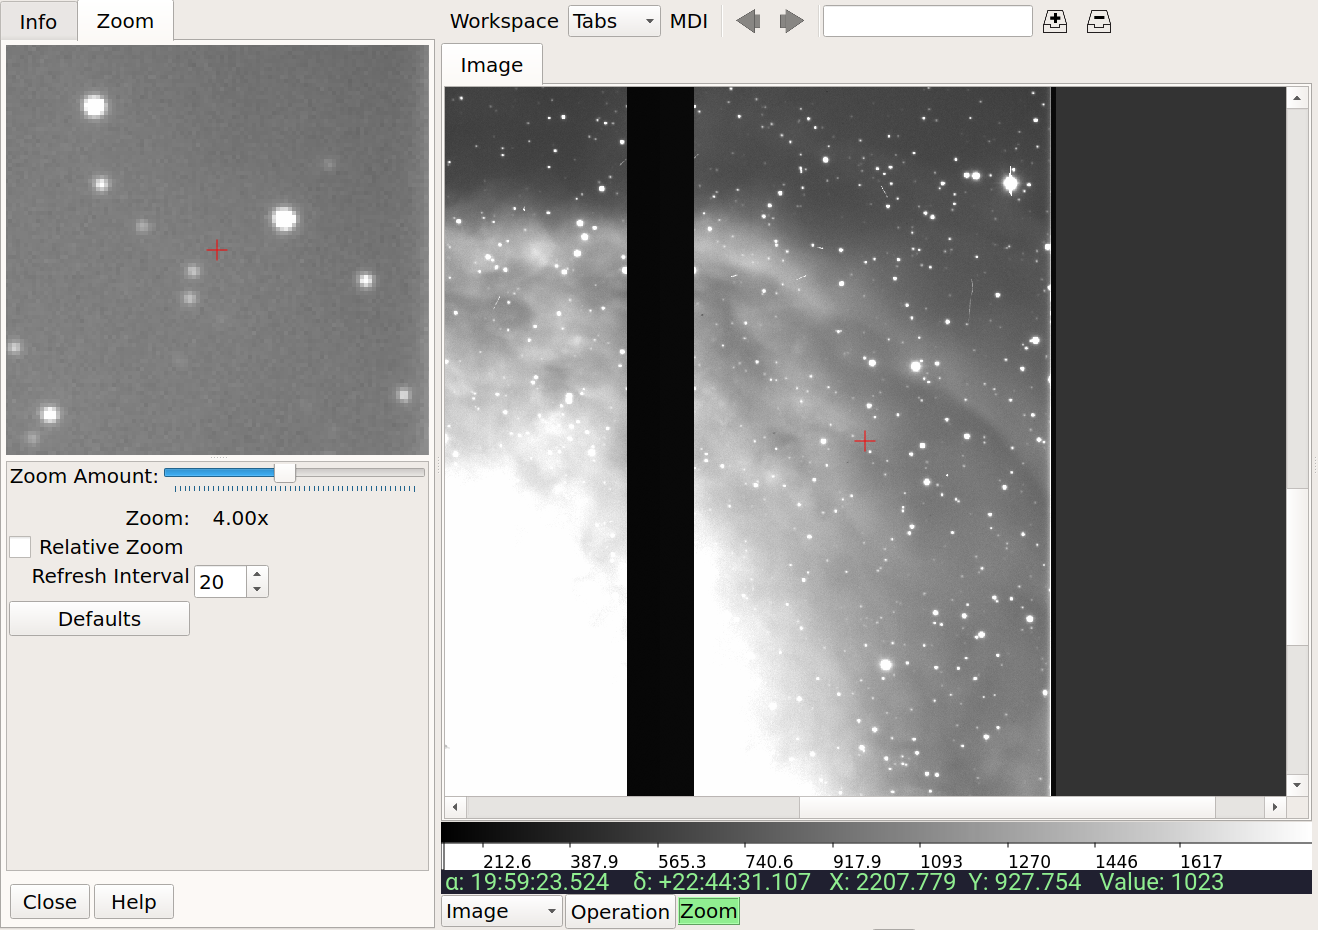 Info Zoom
Workspace Tabs MDI
Image
Zoom Amount:
Zoom: 4.00x
Relative Zoom
Refresh Interval 20
Defaults
Close Help
212.6 387.9 565.3 740.6 917.9 1093 1270 1446 1617
α: 19:59:23.524 δ: +22:44:31.107 X: 2207.779 Y: 927.754 Value: 1023
Image Operation Zoom